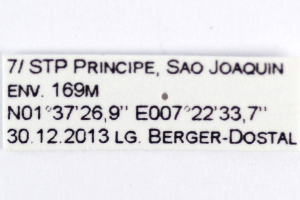 7/ STP PRINCIPE, SAO JOAQUIN
ENV. 169M
N01°37'26,9" E007°22'33,7"
30.12.2013 LG. BERGER-DOSTAL